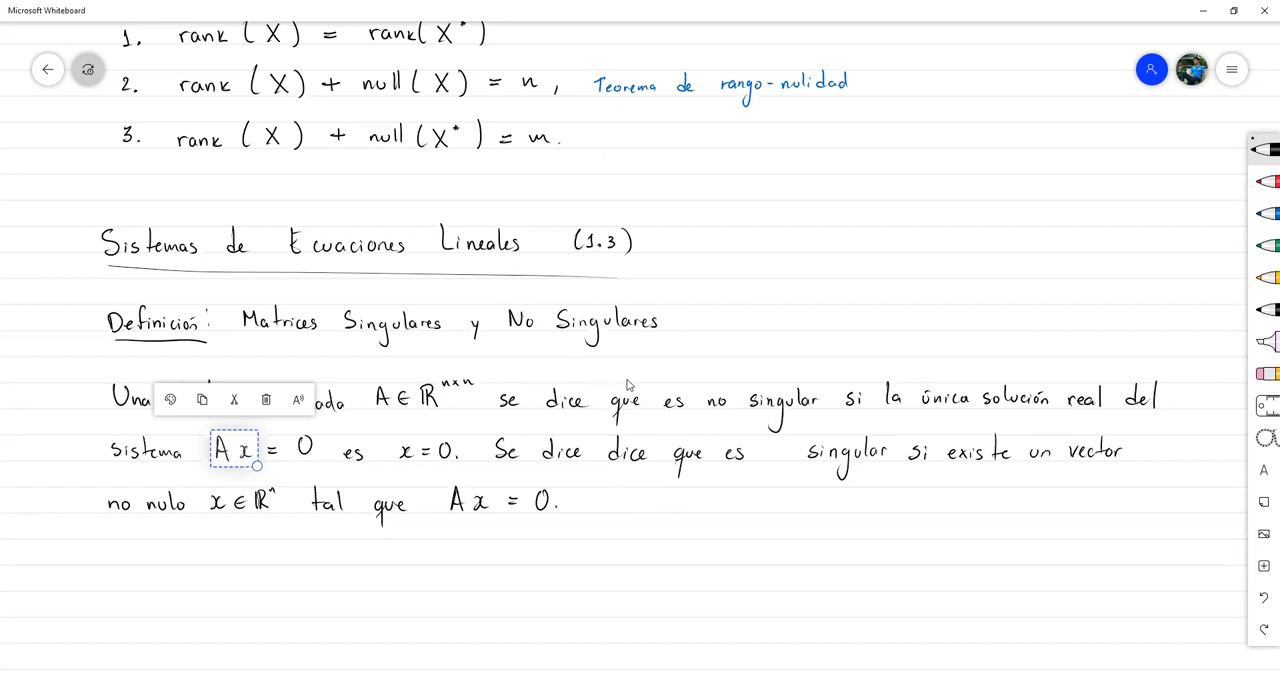 Microsoft Whiteboard
1. rank (X) = rank(X*)
2. rank (X) + null (X) = n, Teorema de rango-nulidad
3. rank (X) + null (X*) = m.
Sistemas de Ecuaciones Lineales (1.3)
Definición: Matrices Singulares y No Singulares
Una ada A ∈ ℝⁿˣⁿ se dice que es no singular si la única solución real del
sistema A x = 0 es x = 0. Se dice dice que es singular si existe un vector
no nulo x ∈ ℝⁿ tal que A x = 0.